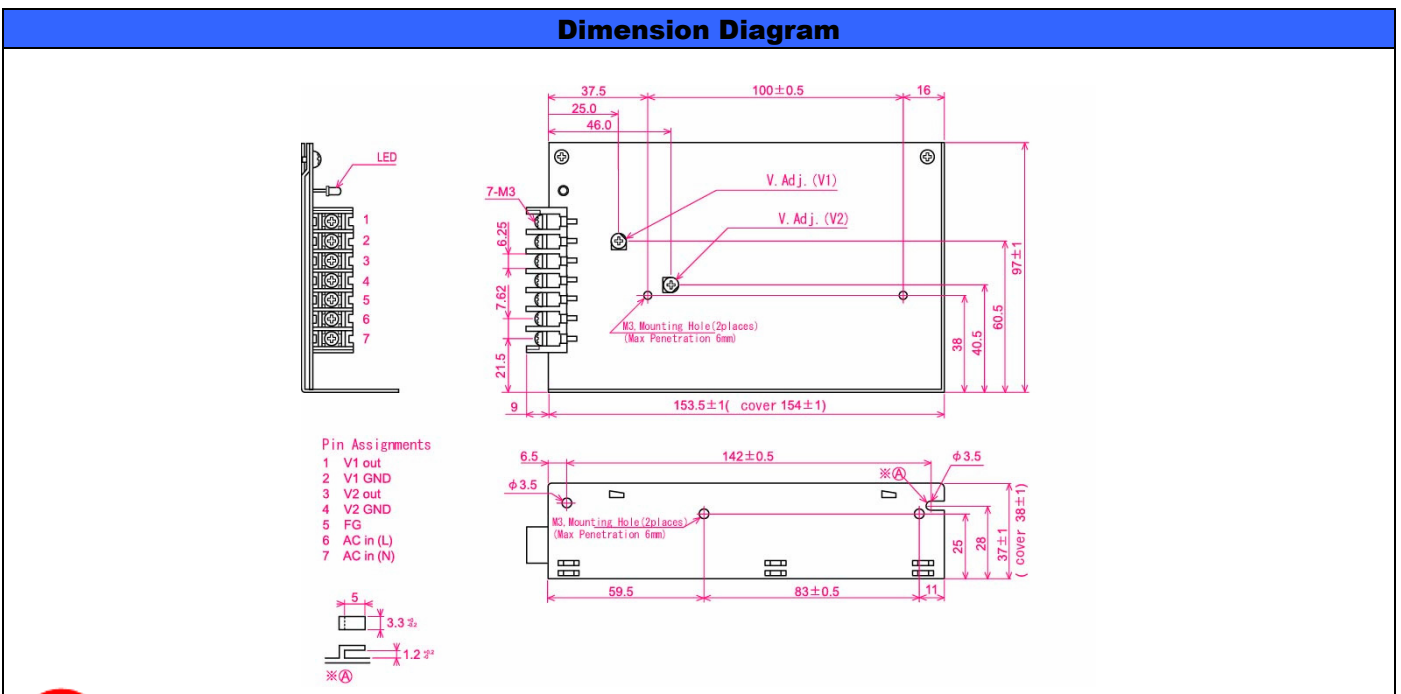 Dimension Diagram
37.5
100±0.5
16
25.0
46.0
LED
7-M3
V.Adj.(V1)
V.Adj.(V2)
1
2
3
4
5
6
7
6.25
7.62
21.5
M3,Mounting Hole(2places)
(Max Penetration 6mm)
38
40.5
60.5
97±1
9
153.5±1( cover 154±1)
Pin Assignments
1 V1 out
2 V1 GND
3 V2 out
4 V2 GND
5 FG
6 AC in (L)
7 AC in (N)
6.5
142±0.5
φ3.5
※Ⓐ
φ3.5
M3,Mounting Hole(2places)
(Max Penetration 6mm)
25
28
37±1
( cover 38±1)
59.5
83±0.5
11
5
3.3
1.2
※Ⓐ